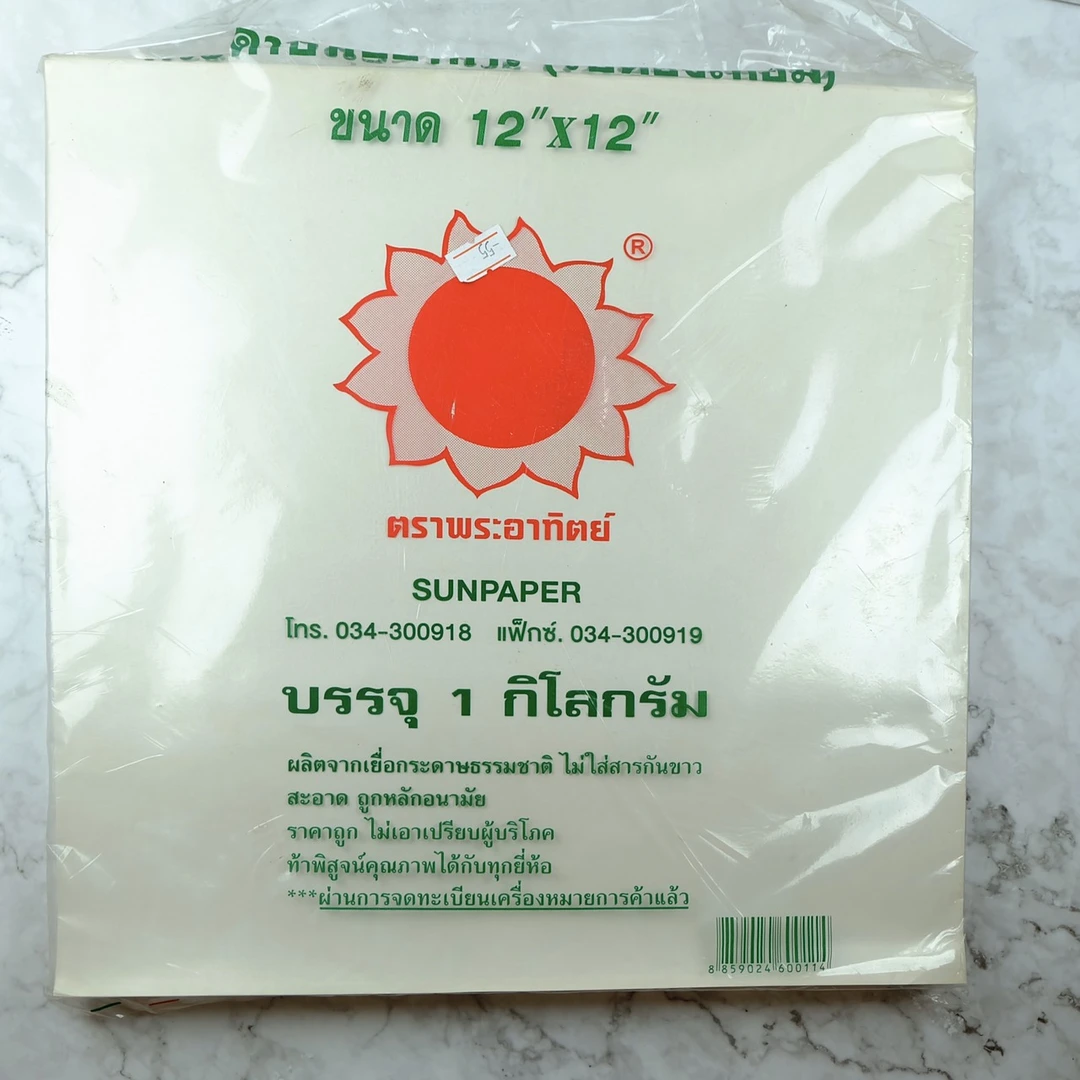 ขนาด 12"x12"
-55
®
ตราพระอาทิตย์
SUNPAPER
โทร. 034-300918 แฟ็กซ์. 034-300919
บรรจุ 1 กิโลกรัม
ผลิตจากเยื่อกระดาษธรรมชาติ ไม่ใส่สารกันขาว
สะอาด ถูกหลักอนามัย
ราคาถูก ไม่เอาเปรียบผู้บริโภค
ท้าพิสูจน์คุณภาพได้กับทุกยี่ห้อ
***ผ่านการจดทะเบียนเครื่องหมายการค้าแล้ว
8 859024 600114